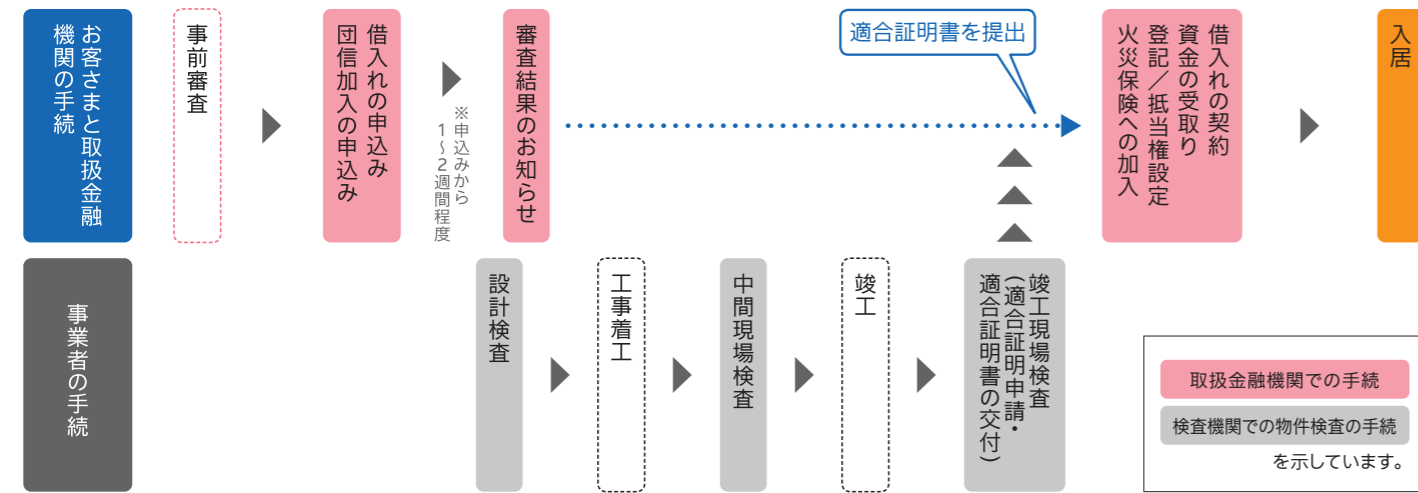 お客さまと取扱金融
機関の手続
事前審査
借入れの申込み
団信加入の申込み
※申込みから
1～2週間程度
審査結果のお知らせ
適合証明書を提出
借入れの契約
資金の受取り
登記／抵当権設定
火災保険への加入
入居
事業者の手続
設計検査
工事着工
中間現場検査
竣工
竣工現場検査
(適合証明申請・
適合証明書の交付)
取扱金融機関での手続
検査機関での物件検査の手続
を示しています。